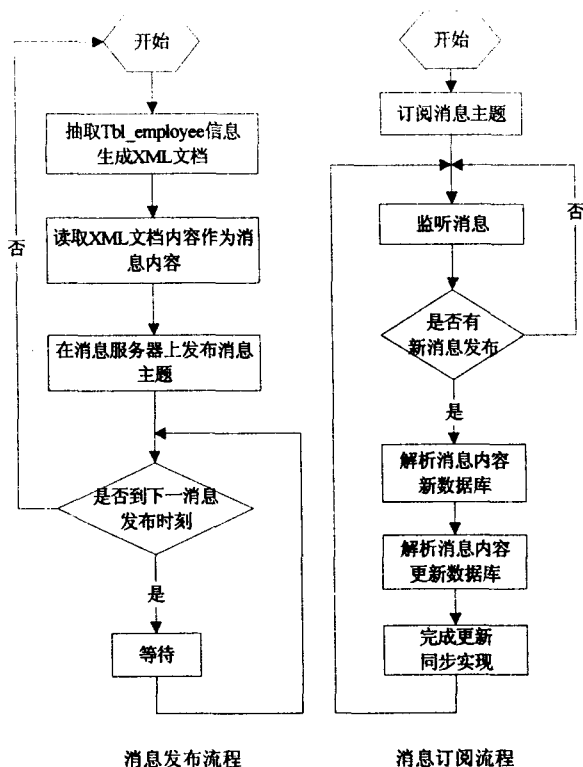 开始
抽取Tbl_employee信息
生成XML文档
读取XML文档内容作为消
息内容
否
在消息服务器上发布消息
主题
是否到下一消息
发布时刻
是
等待
消息发布流程
开始
订阅消息主题
监听消息
否
是否有
新消息发布
是
解析消息内容
新数据库
解析消息内容
更新数据库
完成更新
同步实现
消息订阅流程